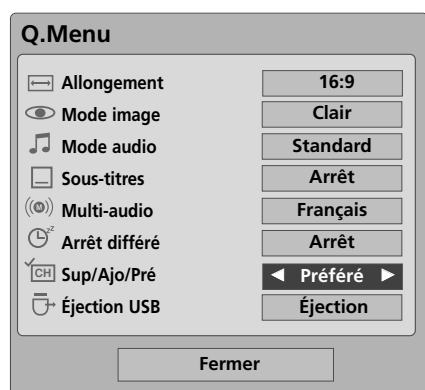 Q.Menu
Allongement 16:9
Mode image Clair
Mode audio Standard
Sous-titres Arrêt
Multi-audio Français
Arrêt différé Arrêt
CH Sup/Ajo/Pré ◀ Préféré ▶
Éjection USB Éjection
Fermer